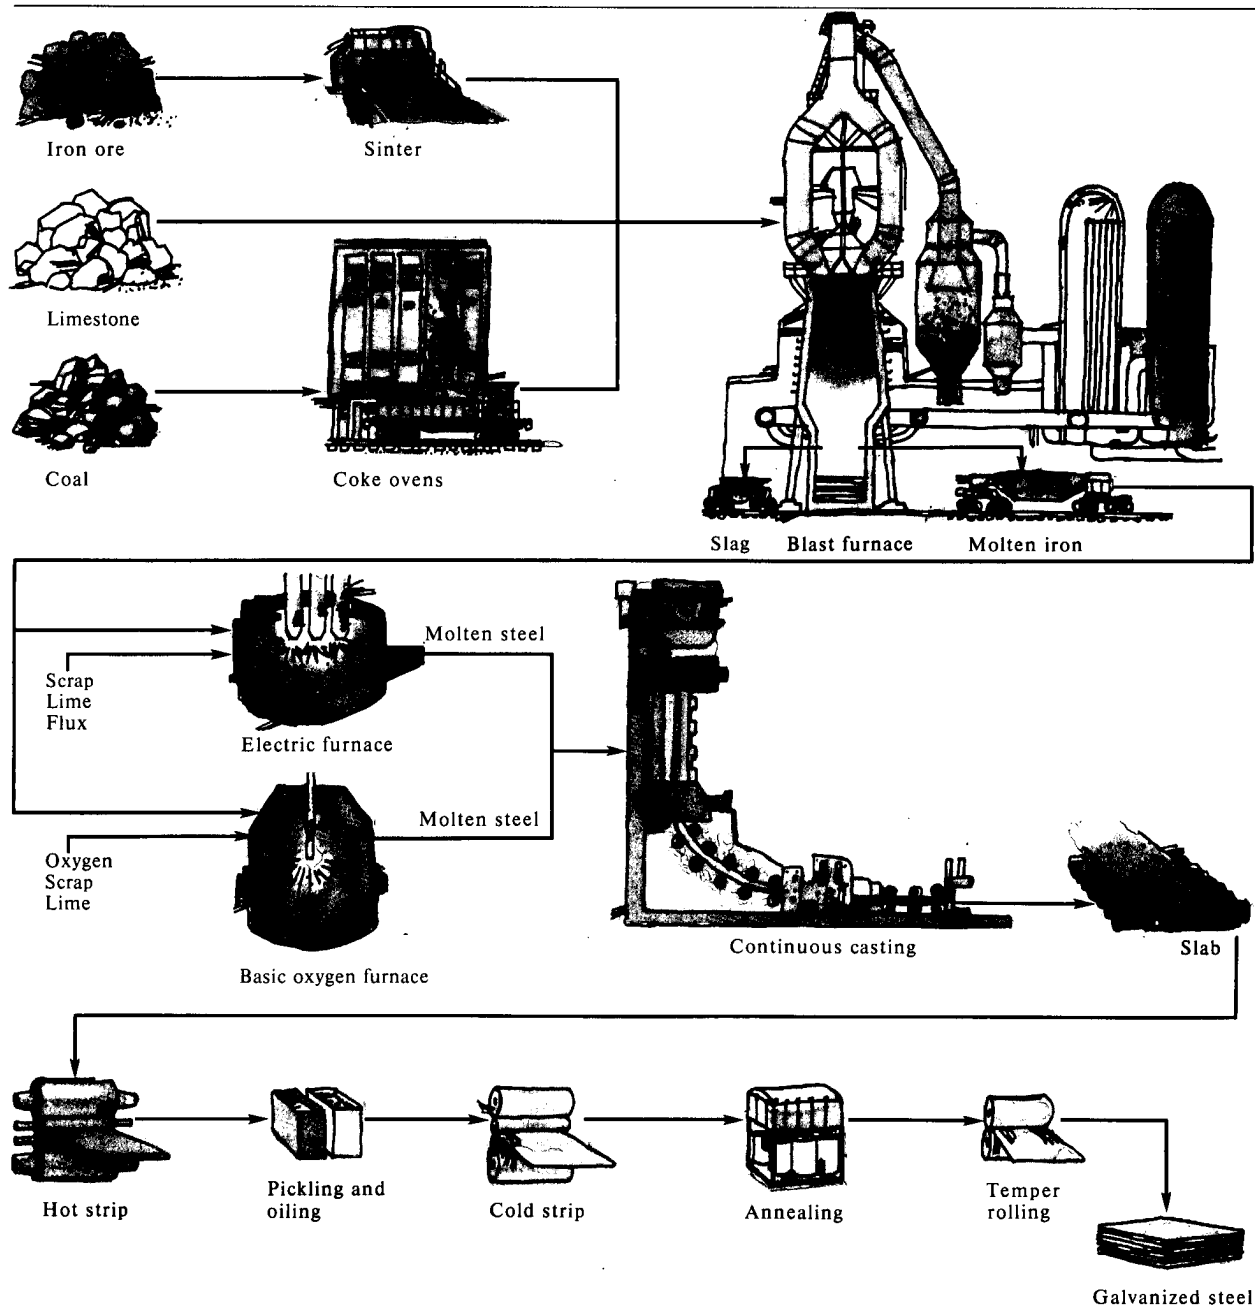 Iron ore
Sinter
Limestone
Coal
Coke ovens
Slag
Blast furnace
Molten iron
Molten steel
Scrap
Lime
Flux
Electric furnace
Molten steel
Oxygen
Scrap
Lime
Basic oxygen furnace
Continuous casting
Slab
Hot strip
Pickling and
oiling
Cold strip
Annealing
Temper
rolling
Galvanized steel